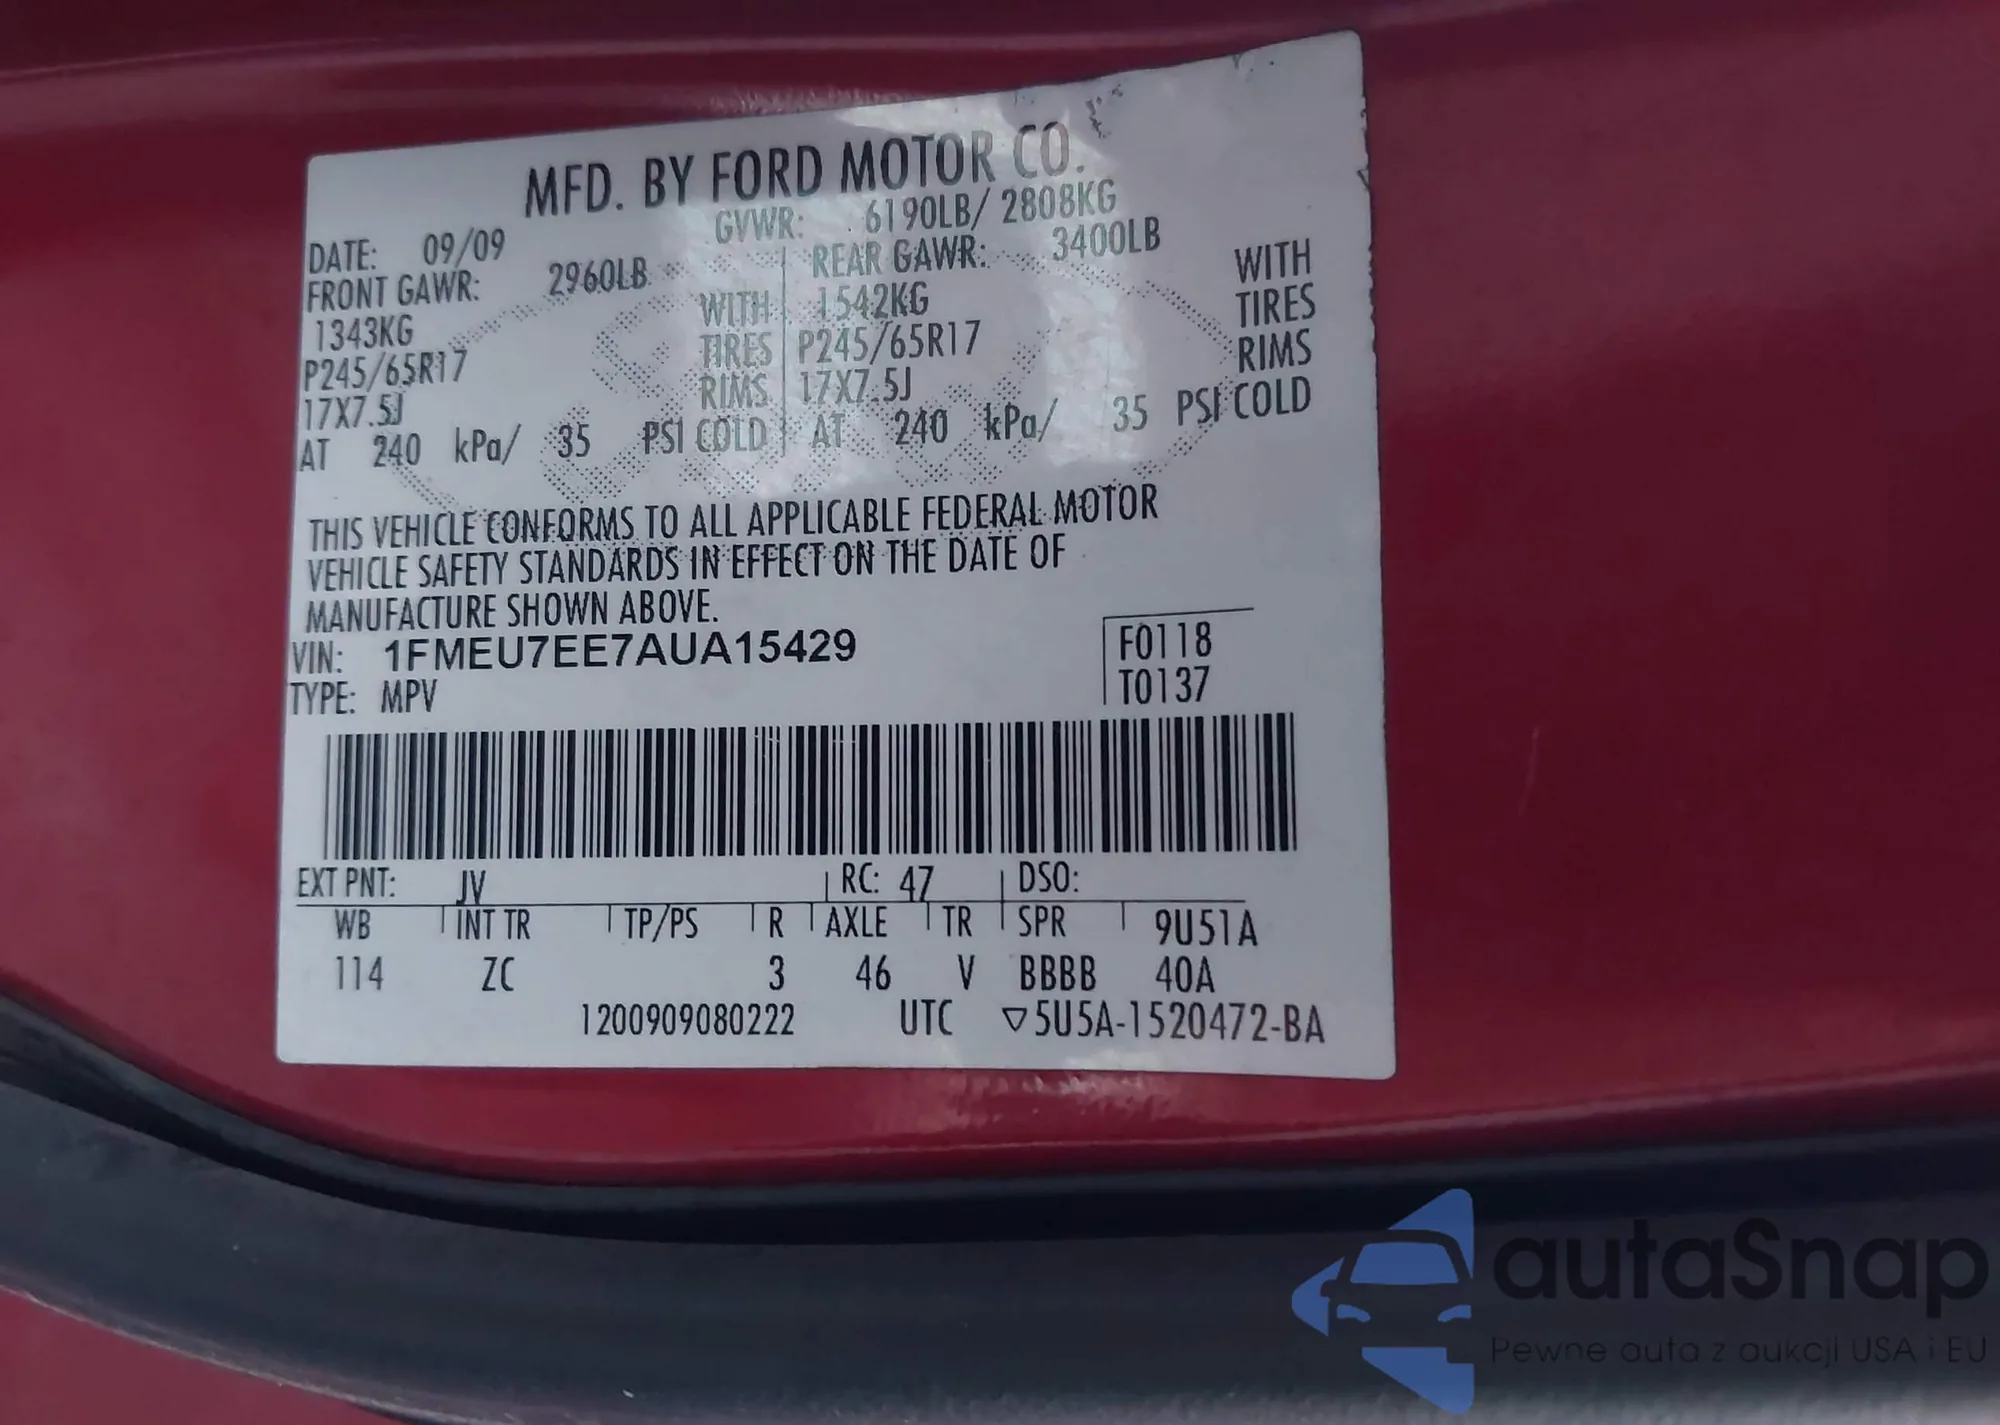 MFD. BY FORD MOTOR CO.
DATE: 09/09 GVWR: 6190LB/ 2808KG
FRONT GAWR: 2960LB REAR GAWR: 3400LB
1343KG WITH 1542KG WITH
P245/65R17 TIRES P245/65R17 TIRES
17X7.5J RIMS 17X7.5J RIMS
AT 240 kPa/ 35 PSI COLD AT 240 kPa/ 35 PSI COLD
THIS VEHICLE CONFORMS TO ALL APPLICABLE FEDERAL MOTOR
VEHICLE SAFETY STANDARDS IN EFFECT ON THE DATE OF
MANUFACTURE SHOWN ABOVE.
VIN: 1FMEU7EE7AUA15429 F0118
TYPE: MPV T0137
EXT PNT: JV RC: 47 DSO:
WB INT TR TP/PS R AXLE TR SPR 9U51A
114 ZC 3 46 V BBBB 40A
1200909080222 UTC ▽5U5A-1520472-BA
autaSnap
Pewne auta z aukcji USA i EU